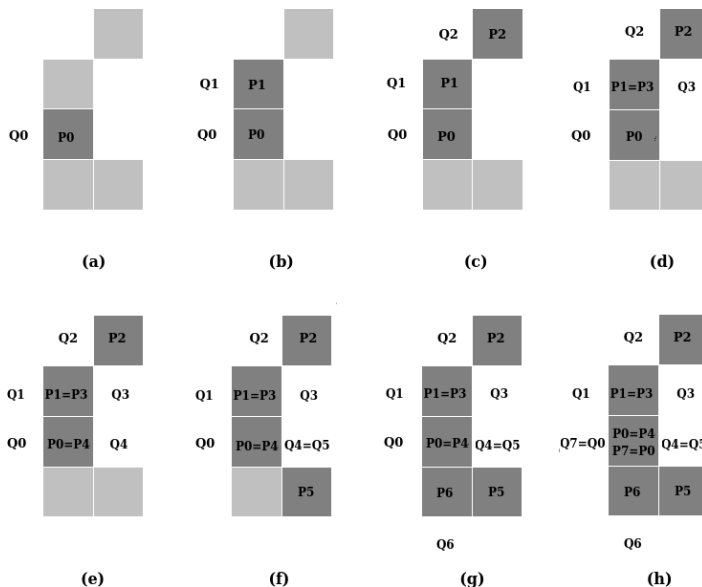 Q0 P0
(a)
Q1 P1
Q0 P0
(b)
Q2 P2
Q1 P1
Q0 P0
(c)
Q2 P2
Q1 P1=P3 Q3
Q0 P0
(d)
Q2 P2
Q1 P1=P3 Q3
Q0 P0=P4 Q4
(e)
Q2 P2
Q1 P1=P3 Q3
Q0 P0=P4 Q4=Q5
P5
(f)
Q2 P2
Q1 P1=P3 Q3
Q0 P0=P4 Q4=Q5
P6 P5
Q6
(g)
Q2 P2
Q1 P1=P3 Q3
Q7=Q0 P0=P4 Q4=Q5
P7=P0
P6 P5
Q6
(h)